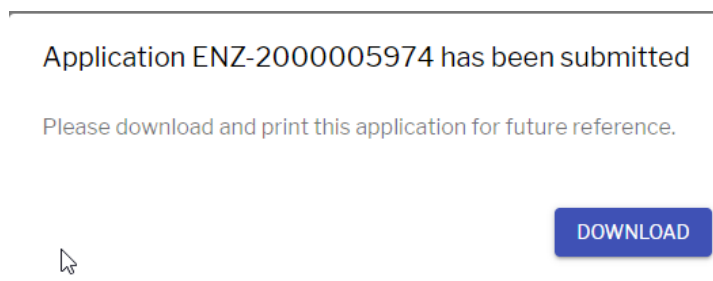 Application ENZ-2000005974 has been submitted
Please download and print this application for future reference.
DOWNLOAD